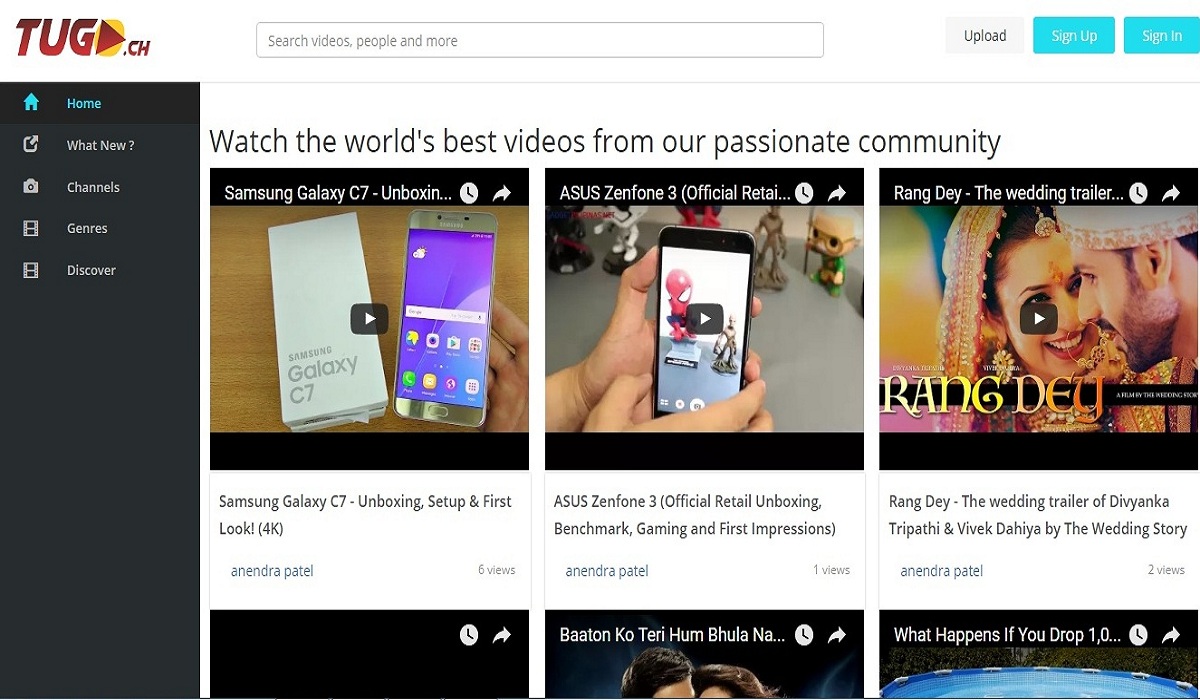 TUGO.CH
Search videos, people and more
Upload
Sign Up
Sign In
Home
What New ?
Channels
Genres
Discover
Watch the world's best videos from our passionate community
Samsung Galaxy C7 - Unboxin...
SAMSUNG
Galaxy
C7
SAMSUNG
Google
Samsung Galaxy C7 - Unboxing, Setup & First
Look! (4K)
anendra patel
6 views
ASUS Zenfone 3 (Official Retai...
ASUS Zenfone 3 (Official Retail Unboxing,
Benchmark, Gaming and First Impressions)
anendra patel
1 views
Rang Dey - The wedding trailer...
DIVYANKA TRIPATHI
RANG DEY
A FILM BY THE WEDDING STORY
Rang Dey - The wedding trailer of Divyanka
Tripathi & Vivek Dahiya by The Wedding Story
anendra patel
2 views
Baaton Ko Teri Hum Bhula Na...
What Happens If You Drop 1,0...